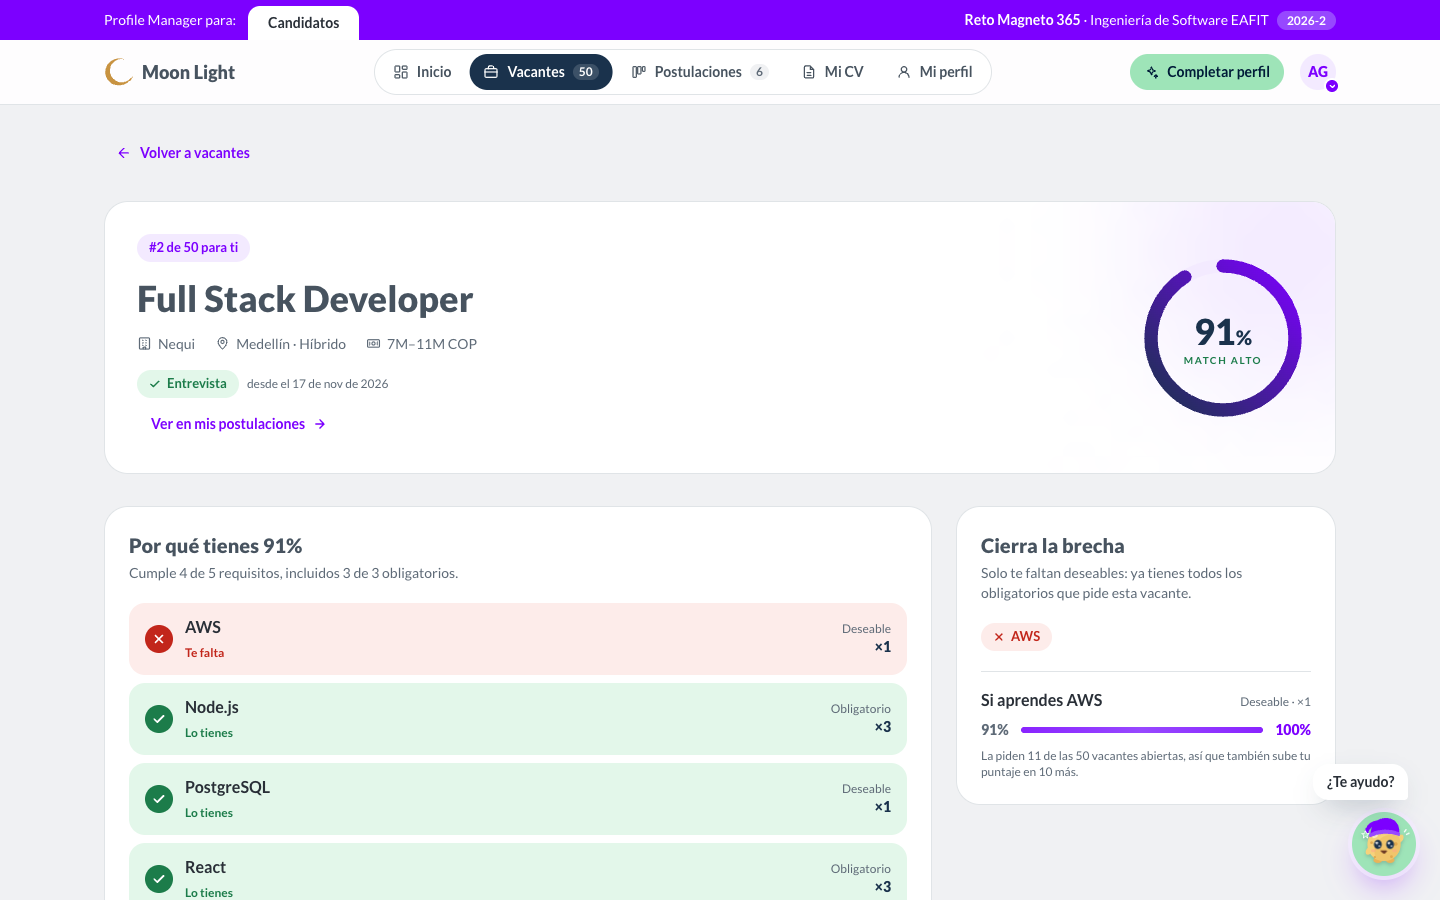 Profile Manager para:
Candidatos
Reto Magneto 365 · Ingeniería de Software EAFIT
2026-2
Moon Light
Inicio
Vacantes 50
Postulaciones 6
Mi CV
Mi perfil
Completar perfil
AG
Volver a vacantes
#2 de 50 para ti
Full Stack Developer
Nequi
Medellín · Híbrido
7M–11M COP
Entrevista
desde el 17 de nov de 2026
Ver en mis postulaciones
91%
MATCH ALTO
Por qué tienes 91%
Cumple 4 de 5 requisitos, incluidos 3 de 3 obligatorios.
AWS
Te falta
Deseable
×1
Node.js
Lo tienes
Obligatorio
×3
PostgreSQL
Lo tienes
Deseable
×1
React
Lo tienes
Obligatorio
×3
Cierra la brecha
Solo te faltan deseables: ya tienes todos los
obligatorios que pide esta vacante.
AWS
Si aprendes AWS
Deseable · ×1
91%
100%
La piden 11 de las 50 vacantes abiertas, así que también sube tu
puntaje en 10 más.
¿Te ayudo?